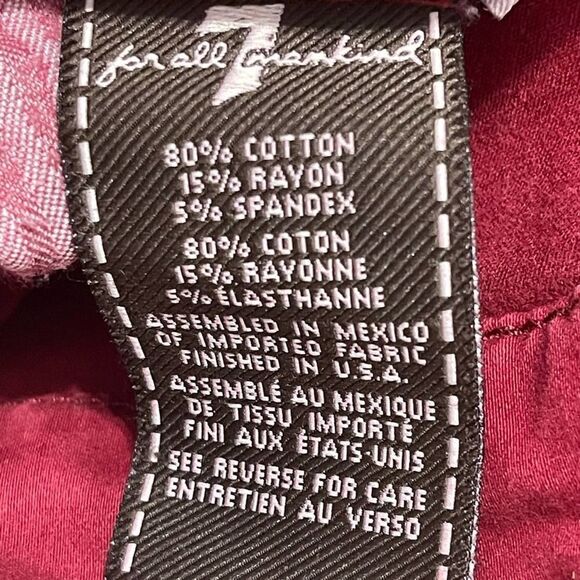 7
for all mankind
80% COTTON
15% RAYON
5% SPANDEX
80% COTON
15% RAYONNE
5% ÉLASTHANNE
ASSEMBLED IN MEXICO
OF IMPORTED FABRIC
FINISHED IN U.S.A.
ASSEMBLÉ AU MEXIQUE
DE TISSU IMPORTÉ
FINI AUX ÉTATS-UNIS
SEE REVERSE FOR CARE
ENTRETIEN AU VERSO